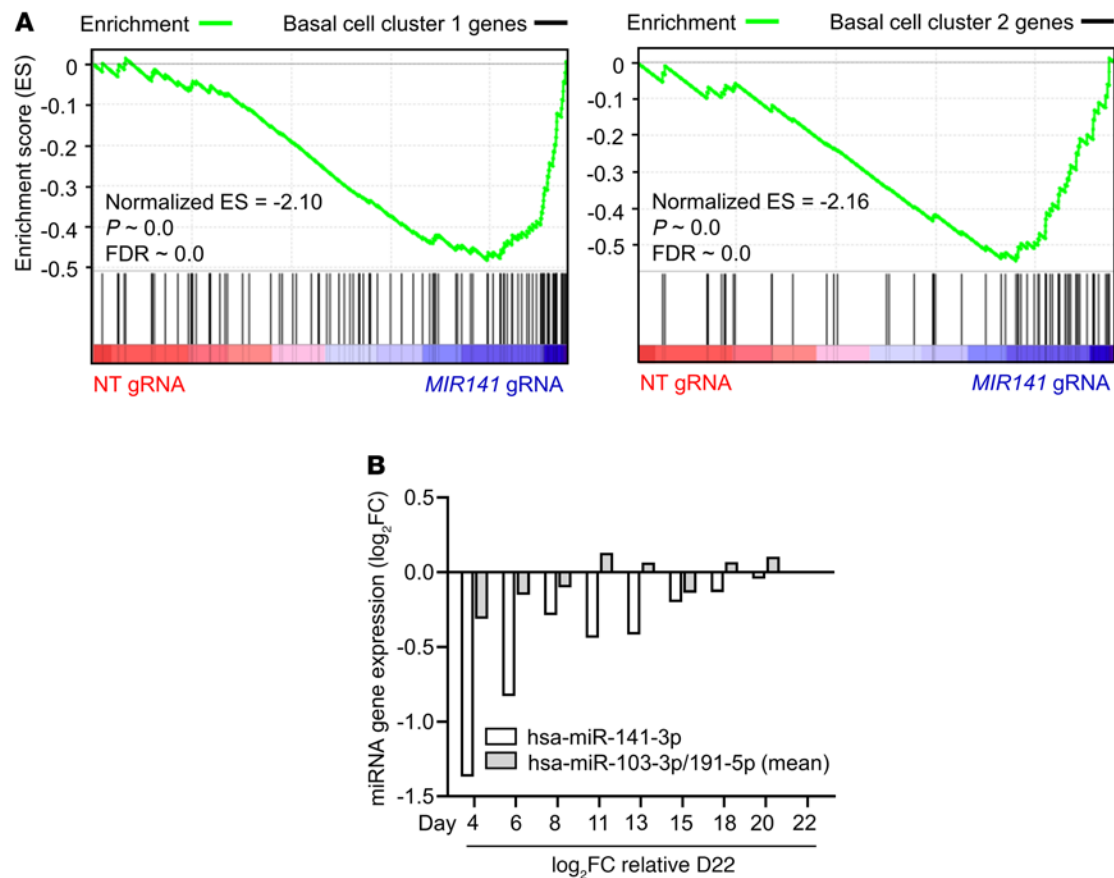 A
Enrichment
Basal cell cluster 1 genes
Enrichment
Basal cell cluster 2 genes
Enrichment score (ES)
0
-0.1
-0.2
-0.3
-0.4
-0.5
Normalized ES = -2.10
P ~ 0.0
FDR ~ 0.0
NT gRNA
MIR141 gRNA
0
-0.1
-0.2
-0.3
-0.4
-0.5
Normalized ES = -2.16
P ~ 0.0
FDR ~ 0.0
NT gRNA
MIR141 gRNA
B
miRNA gene expression (log₂FC)
0.5
0.0
-0.5
-1.0
-1.5
hsa-miR-141-3p
hsa-miR-103-3p/191-5p (mean)
Day 4 6 8 11 13 15 18 20 22
log₂FC relative D22